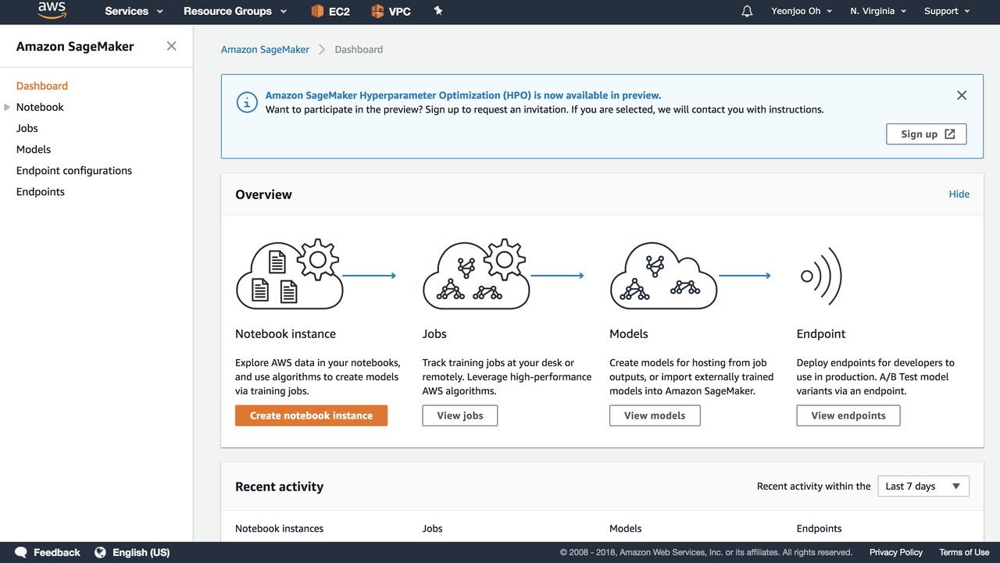 aws
Services
Resource Groups
EC2
VPC
Yeonjoo Oh
N. Virginia
Support
Amazon SageMaker
Dashboard
Notebook
Jobs
Models
Endpoint configurations
Endpoints
Amazon SageMaker
Dashboard
Amazon SageMaker Hyperparameter Optimization (HPO) is now available in preview.
Want to participate in the preview? Sign up to request an invitation. If you are selected, we will contact you with instructions.
Sign up
Overview
Hide
Notebook instance
Explore AWS data in your notebooks,
and use algorithms to create models
via training jobs.
Create notebook instance
Jobs
Track training jobs at your desk or
remotely. Leverage high-performance
AWS algorithms.
View jobs
Models
Create models for hosting from job
outputs, or import externally trained
models into Amazon SageMaker.
View models
Endpoint
Deploy endpoints for developers to
use in production. A/B Test model
variants via an endpoint.
View endpoints
Recent activity
Recent activity within the
Last 7 days
Notebook instances
Jobs
Models
Endpoints
Feedback
English (US)
© 2008 - 2018, Amazon Web Services, Inc. or its affiliates. All rights reserved.
Privacy Policy
Terms of Use